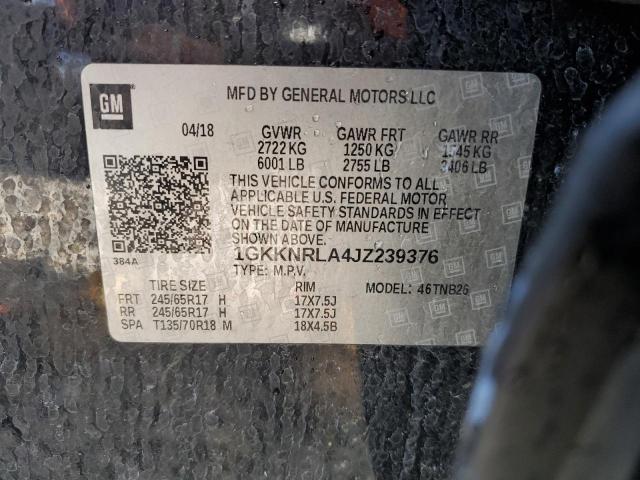 GM
MFD BY GENERAL MOTORS LLC
04/18 GVWR GAWR FRT GAWR RR
2722 KG 1250 KG 1545 KG
6001 LB 2755 LB 3406 LB
THIS VEHICLE CONFORMS TO ALL
APPLICABLE U.S. FEDERAL MOTOR
VEHICLE SAFETY STANDARDS IN EFFECT
ON THE DATE OF MANUFACTURE
SHOWN ABOVE.
384A
1GKKNRLA4JZ239376
TYPE: M.P.V. MODEL: 46TNB26
TIRE SIZE RIM
FRT 245/65R17 H 17X7.5J
RR 245/65R17 H 17X7.5J
SPA T135/70R18 M 18X4.5B